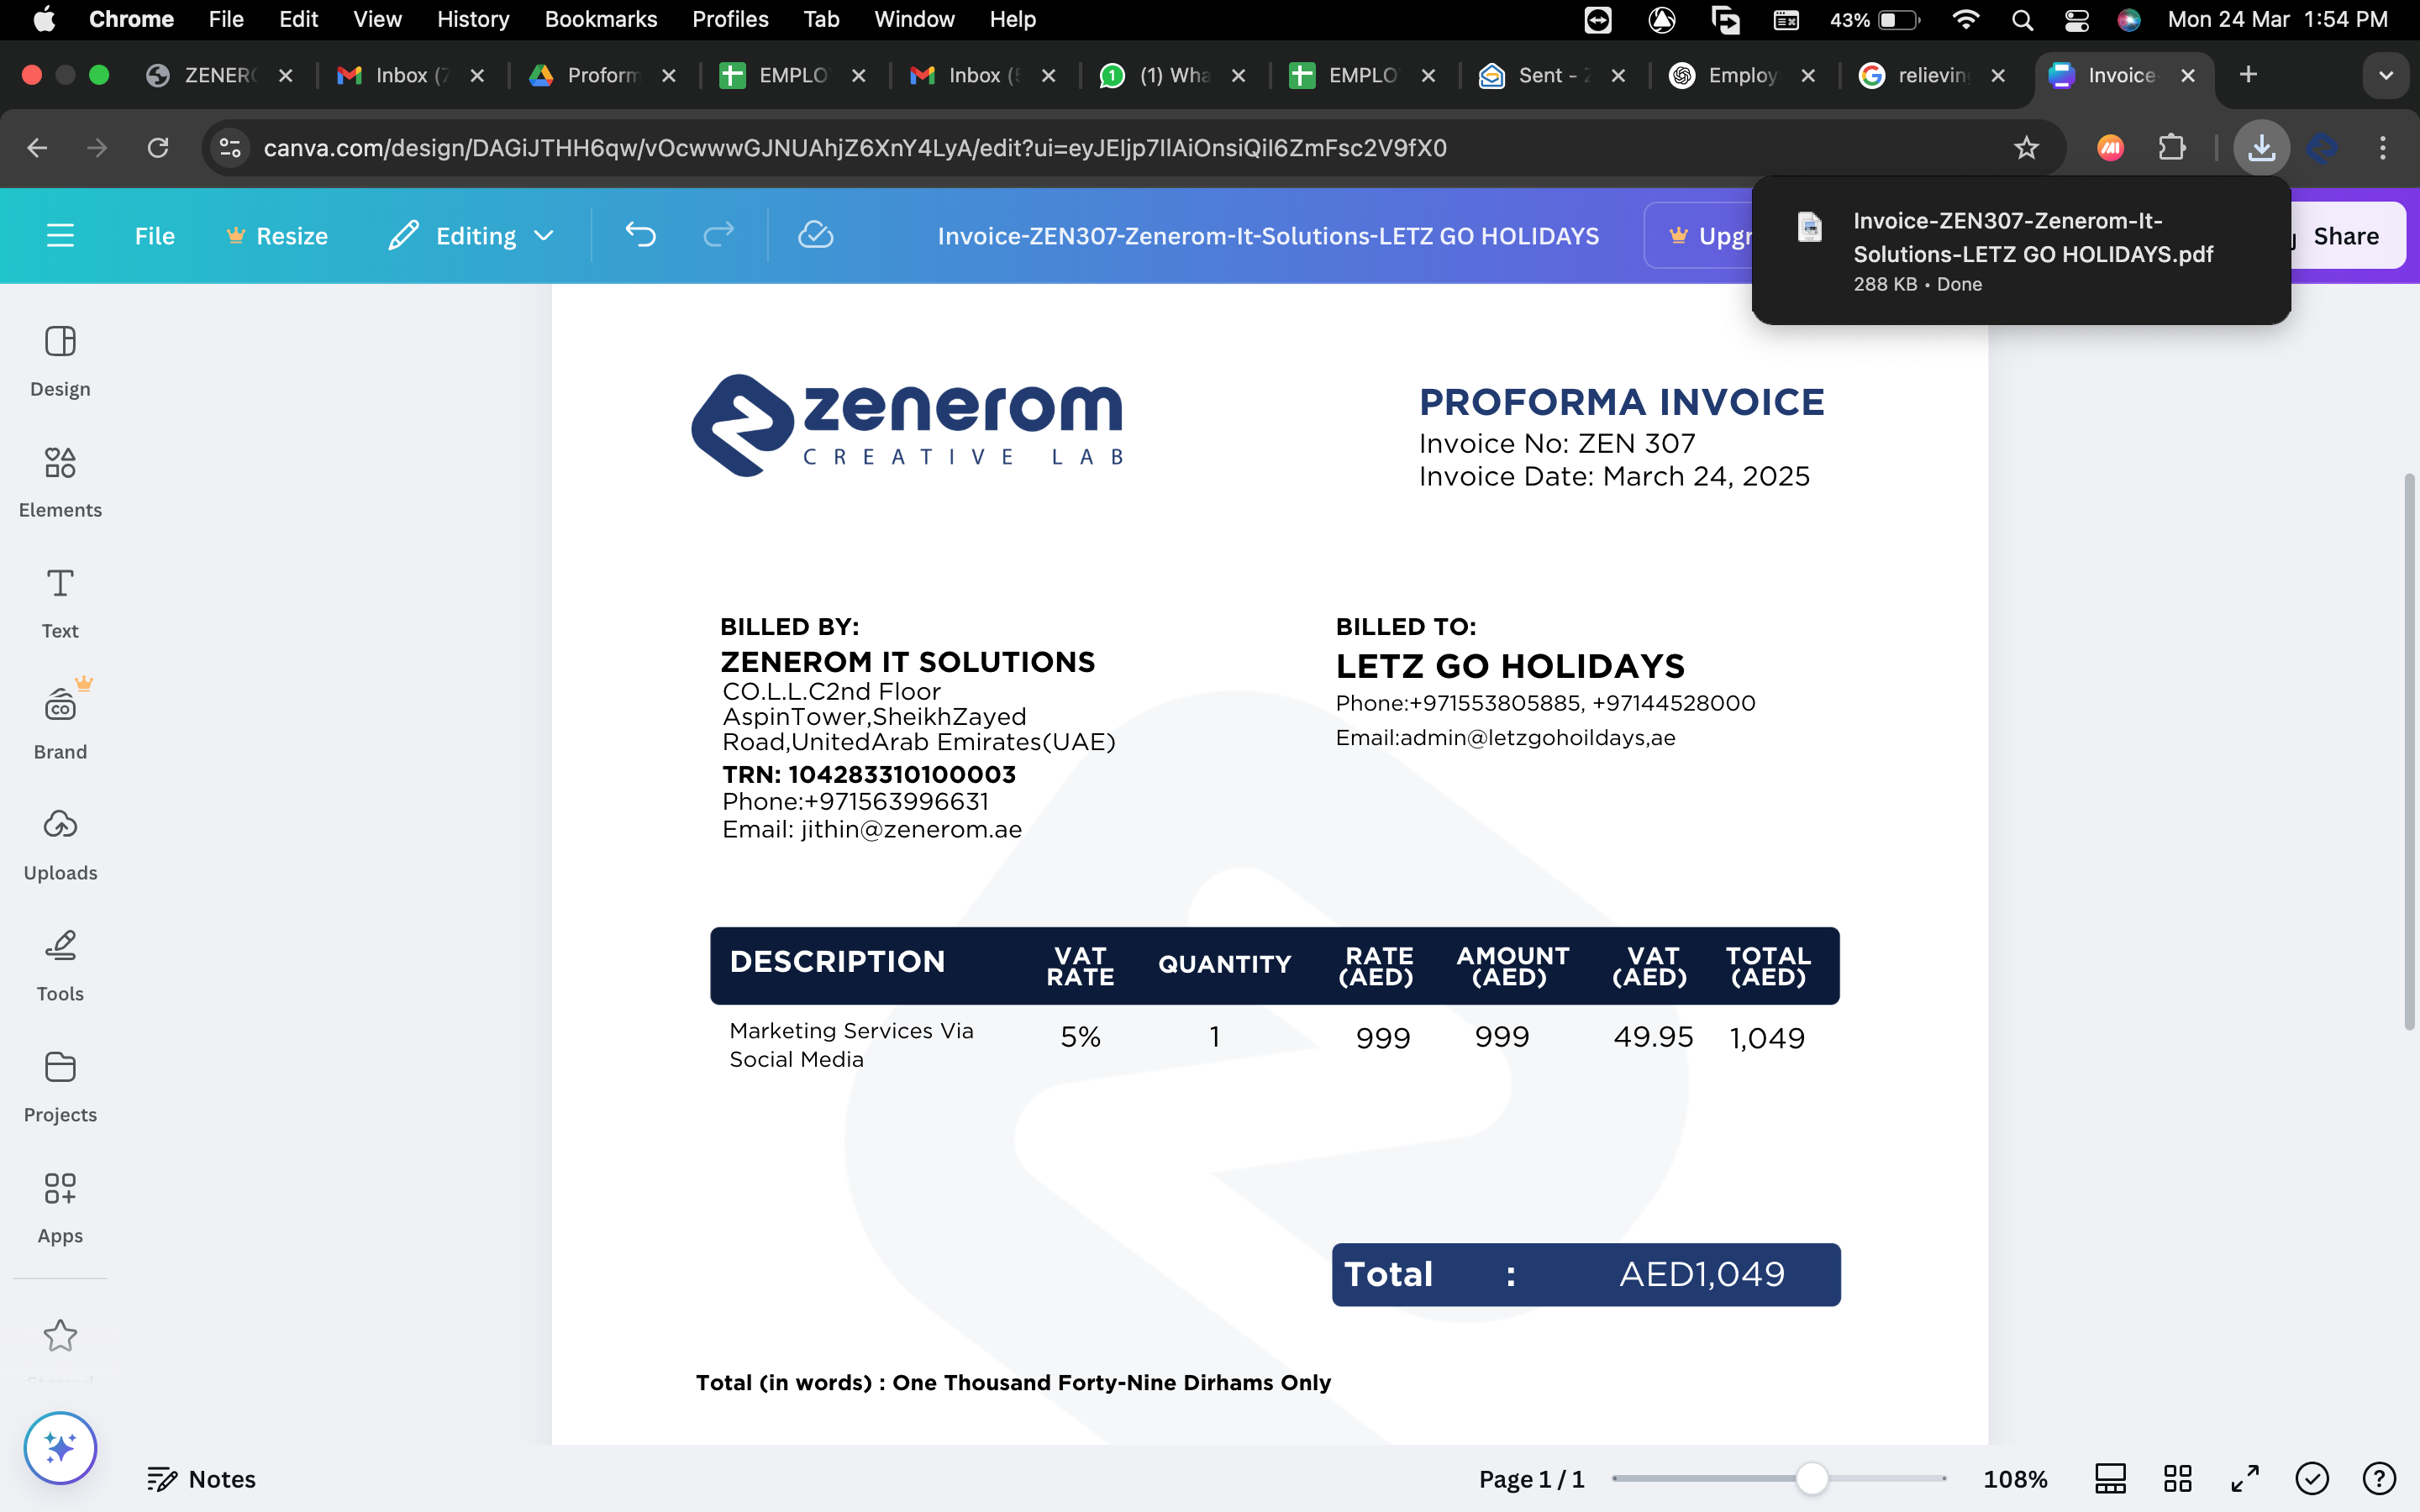 Chrome File Edit View History Bookmarks Profiles Tab Window Help 43% Mon 24 Mar 1:54 PM
ZENER Inbox (7 Proform EMPLO Inbox (5 1 (1) Wha EMPLO Sent - Employ relievin Invoice-
canva.com/design/DAGiJTHH6qw/vOcwwwGJNUAhjZ6XnY4LyA/edit?ui=eyJEIjp7IlAiOnsiQiI6ZmFsc2V9fX0
File Resize Editing Invoice-ZEN307-Zenerom-It-Solutions-LETZ GO HOLIDAYS Upgr Share
Invoice-ZEN307-Zenerom-It-
Solutions-LETZ GO HOLIDAYS.pdf
288 KB • Done
Design
Elements
Text
CO
Brand
Uploads
Tools
Projects
Apps
zenerom
CREATIVE LAB
PROFORMA INVOICE
Invoice No: ZEN 307
Invoice Date: March 24, 2025
BILLED BY:
ZENEROM IT SOLUTIONS
CO.L.L.C2nd Floor
AspinTower,SheikhZayed
Road,UnitedArab Emirates(UAE)
TRN: 104283310100003
Phone:+971563996631
Email: jithin@zenerom.ae
BILLED TO:
LETZ GO HOLIDAYS
Phone:+971553805885, +97144528000
Email:admin@letzgohoildays,ae
DESCRIPTION VAT RATE QUANTITY RATE (AED) AMOUNT (AED) VAT (AED) TOTAL (AED)
Marketing Services Via 5% 1 999 999 49.95 1,049
Social Media
Total : AED1,049
Total (in words) : One Thousand Forty-Nine Dirhams Only
Notes Page 1 / 1 108%